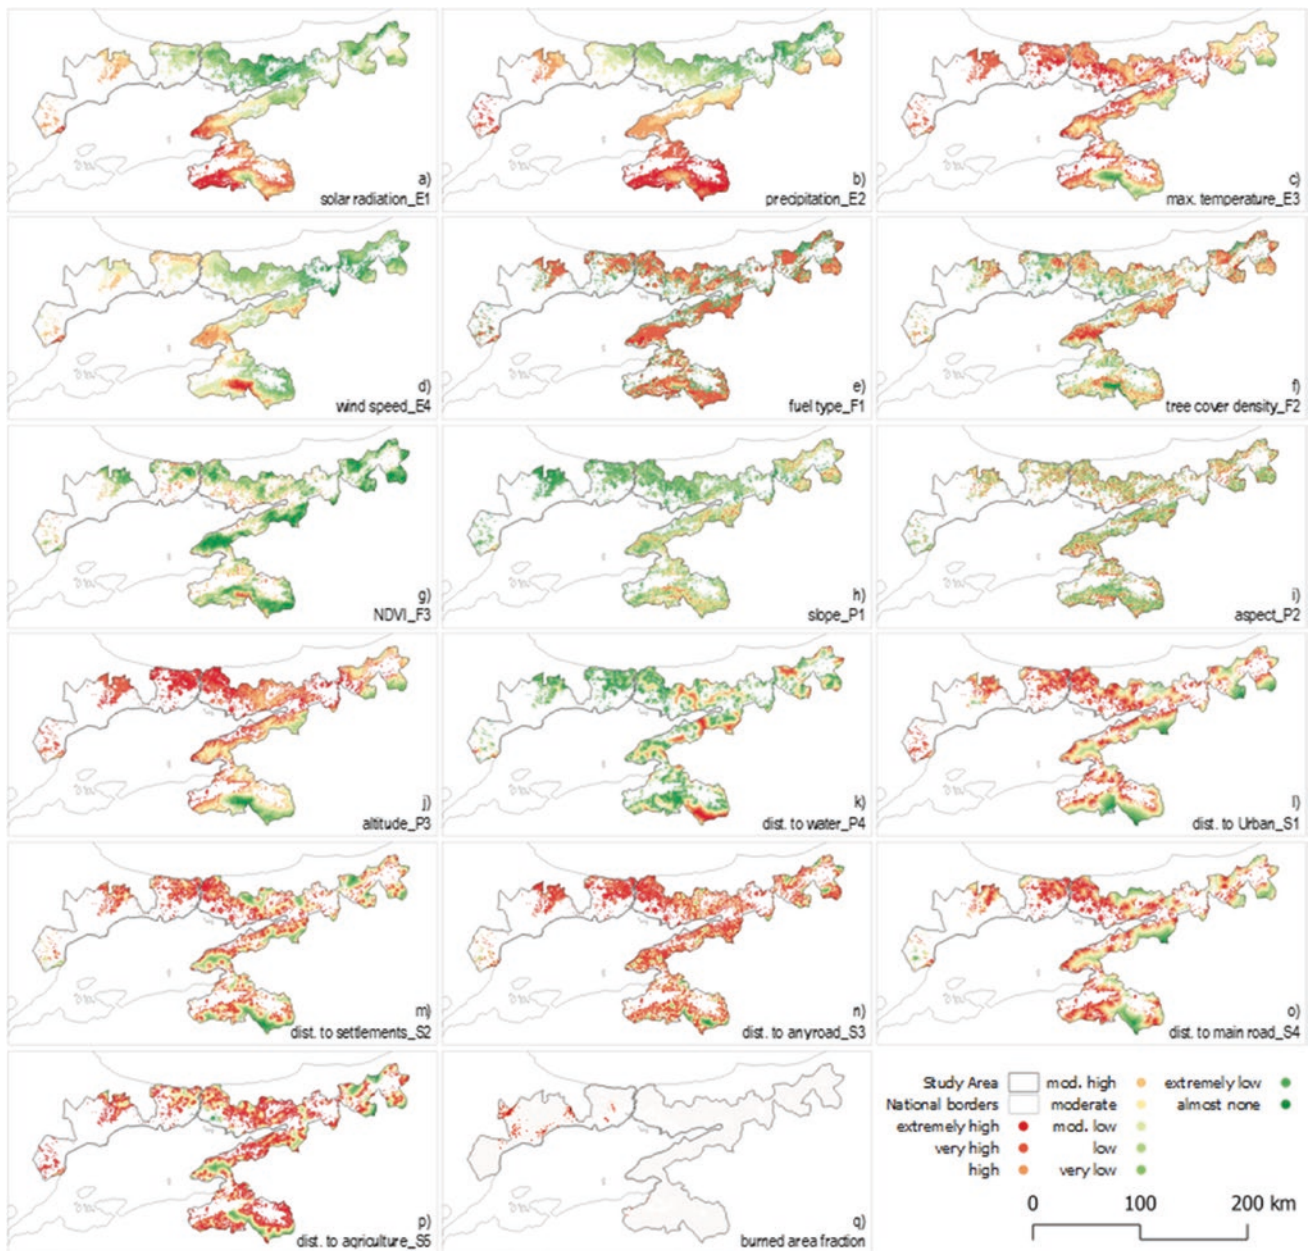 a)
solar radiation_E1
b)
precipitation_E2
c)
max. temperature_E3
d)
wind speed_E4
e)
fuel type_F1
f)
tree cover density_F2
g)
NDVI_F3
h)
slope_P1
i)
aspect_P2
j)
altitude_P3
k)
dist. to water_P4
l)
dist. to Urban_S1
m)
dist. to settlements_S2
n)
dist. to anyroad_S3
o)
dist. to main road_S4
p)
dist. to agriculture_S5
q)
burned area fraction
Study Area mod. high extremely low
National borders moderate almost none
extremely high mod. low
very high low
high very low
0 100 200 km